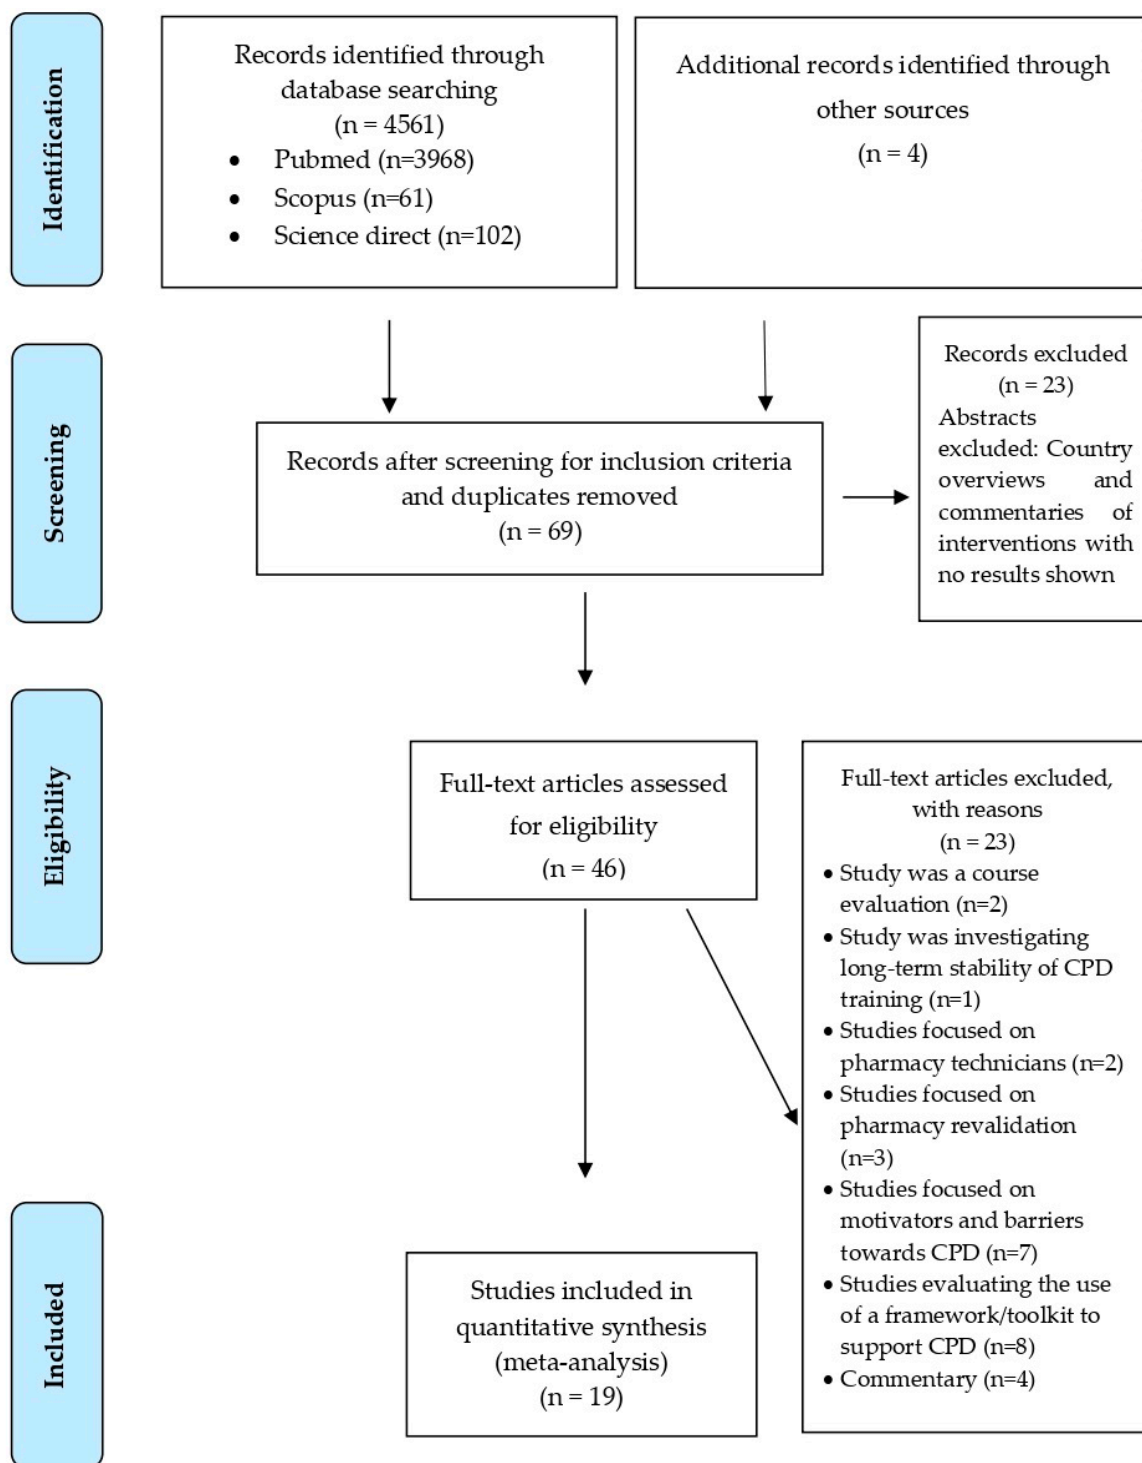 Identification
Records identified through
database searching
(n = 4561)
• Pubmed (n=3968)
• Scopus (n=61)
• Science direct (n=102)
Additional records identified through
other sources
(n = 4)
Screening
Records after screening for inclusion criteria
and duplicates removed
(n = 69)
Records excluded
(n = 23)
Abstracts
excluded: Country
overviews and
commentaries of
interventions with
no results shown
Eligibility
Full-text articles assessed
for eligibility
(n = 46)
Full-text articles excluded,
with reasons
(n = 23)
• Study was a course
evaluation (n=2)
• Study was investigating
long-term stability of CPD
training (n=1)
• Studies focused on
pharmacy technicians (n=2)
• Studies focused on
pharmacy revalidation
(n=3)
• Studies focused on
motivators and barriers
towards CPD (n=7)
• Studies evaluating the use
of a framework/toolkit to
support CPD (n=8)
• Commentary (n=4)
Included
Studies included in
quantitative synthesis
(meta-analysis)
(n = 19)